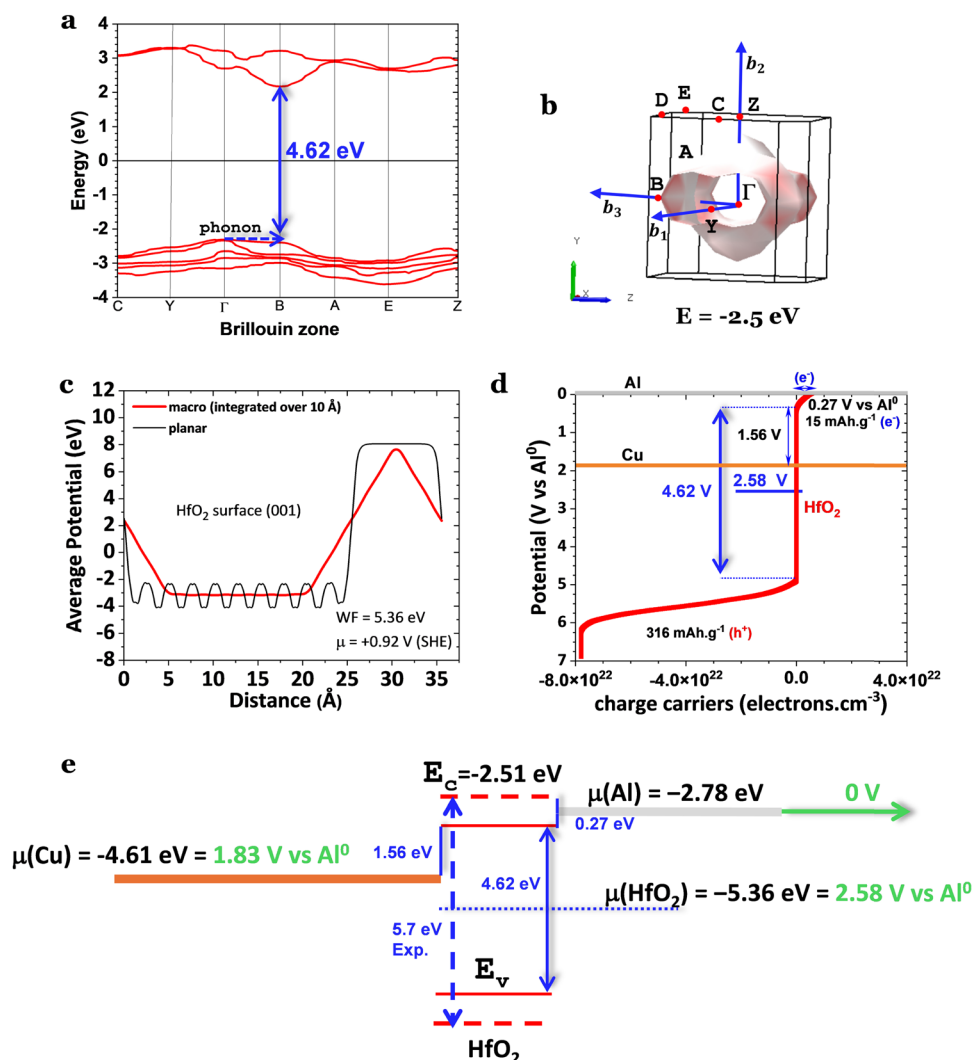 a
4
3
2
1
0
-1
-2
-3
-4
Energy (eV)
4.62 eV
phonon
C Y Γ B A E Z
Brillouin zone
b
b₂
D E C Z
A
B Γ
b₃ b₁ Y
Y
X Z
E = -2.5 eV
c
12
10
8
6
4
2
0
-2
-4
-6
-8
Average Potential (eV)
macro (integrated over 10 Å)
planar
HfO₂ surface (001)
WF = 5.36 eV
μ = +0.92 V (SHE)
0 5 10 15 20 25 30 35
Distance (Å)
d
(e⁻)
Al
0
1
2
3
4
5
6
7
Potential (V vs Al⁰)
0.27 V vs Al⁰
15 mAh.g⁻¹ (e⁻)
1.56 V
Cu
4.62 V
2.58 V
HfO₂
316 mAh.g⁻¹ (h⁺)
-8.0×10²² -4.0×10²² 0.0 4.0×10²²
charge carriers (electrons.cm⁻³)
e
E_c=-2.51 eV
μ(Al) = –2.78 eV 0 V
0.27 eV
μ(Cu) = -4.61 eV = 1.83 V vs Al⁰
1.56 eV
4.62 eV
μ(HfO₂) = –5.36 eV = 2.58 V vs Al⁰
5.7 eV
Exp.
E_v
HfO₂